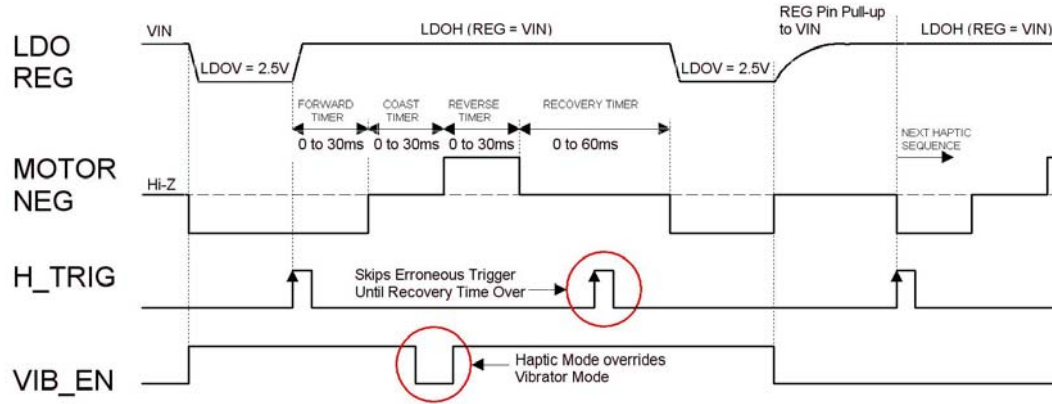 REG Pin Pull-up
to VIN
LDO
REG
VIN
LDOH (REG = VIN)
LDOH (REG = VIN)
LDOV = 2.5V
LDOV = 2.5V
FORWARD
TIMER
COAST
TIMER
REVERSE
TIMER
RECOVERY TIMER
0 to 30ms
0 to 30ms
0 to 30ms
0 to 60ms
NEXT HAPTIC
SEQUENCE
MOTOR
NEG
Hi-Z
H_TRIG
Skips Erroneous Trigger
Until Recovery Time Over
VIB_EN
Haptic Mode overrides
Vibrator Mode